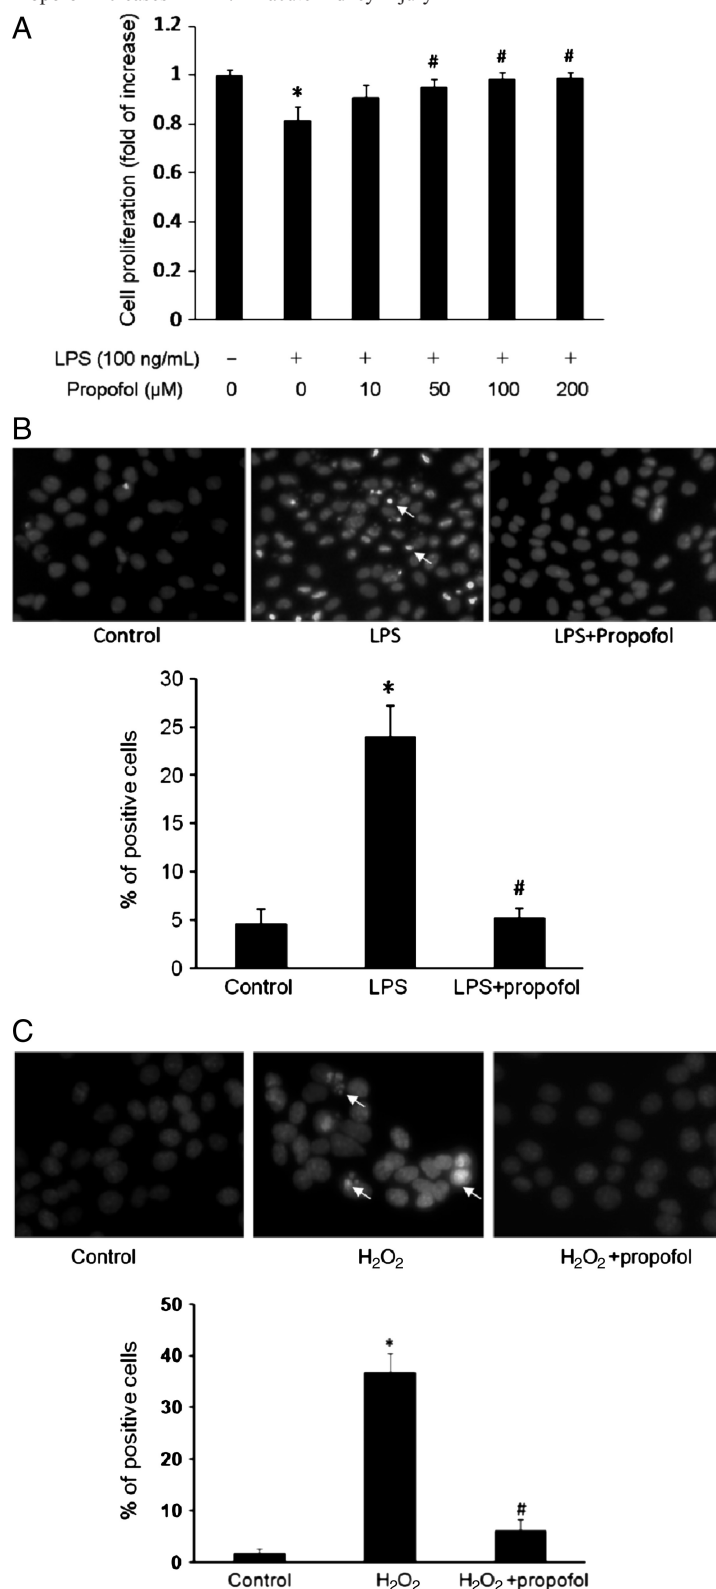 A
1.2
1
0.8
0.6
0.4
0.2
0
Cell proliferation (fold of increase)
* # # #
LPS (100 ng/mL) – + + + + +
Propofol (µM) 0 0 10 50 100 200
B
Control LPS LPS+Propofol
30
25
20
15
10
5
0
% of positive cells
* #
Control LPS LPS+propofol
C
Control H₂O₂ H₂O₂+propofol
50
40
30
20
10
0
% of positive cells
* #
Control H₂O₂ H₂O₂+propofol